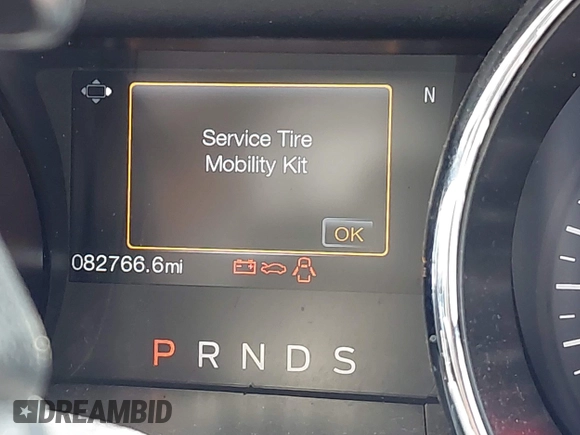 N
Service Tire
Mobility Kit
OK
082766.6mi
P R N D S
DREAMBID